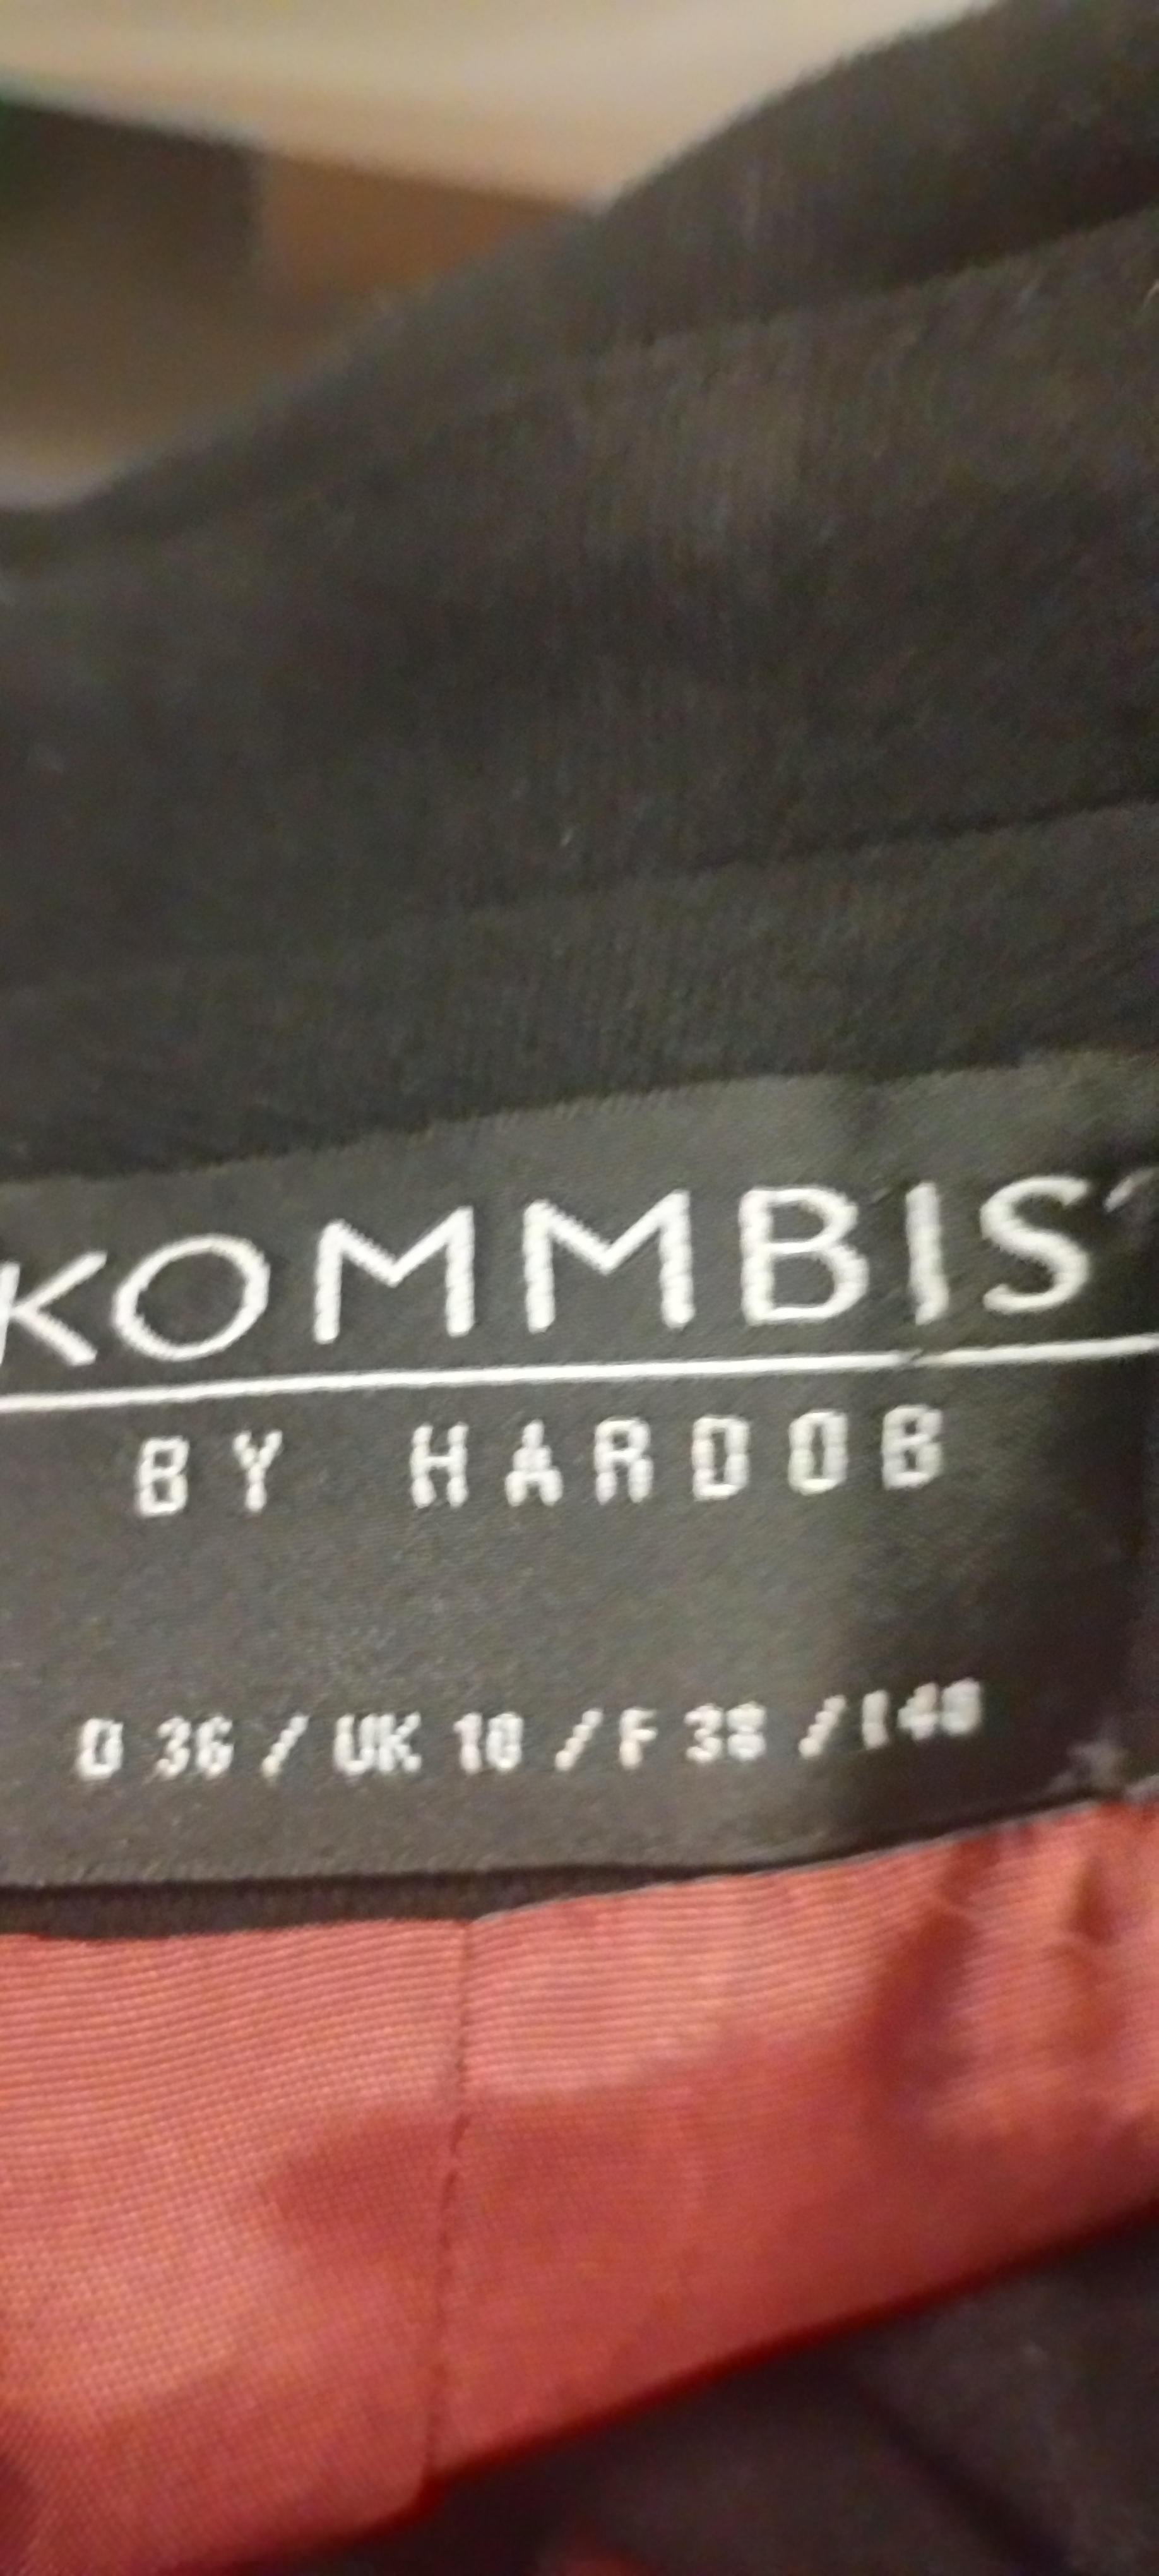 KOMMBIS
BY HARDOB
D 36 / UK 10 / F 38 / I 40